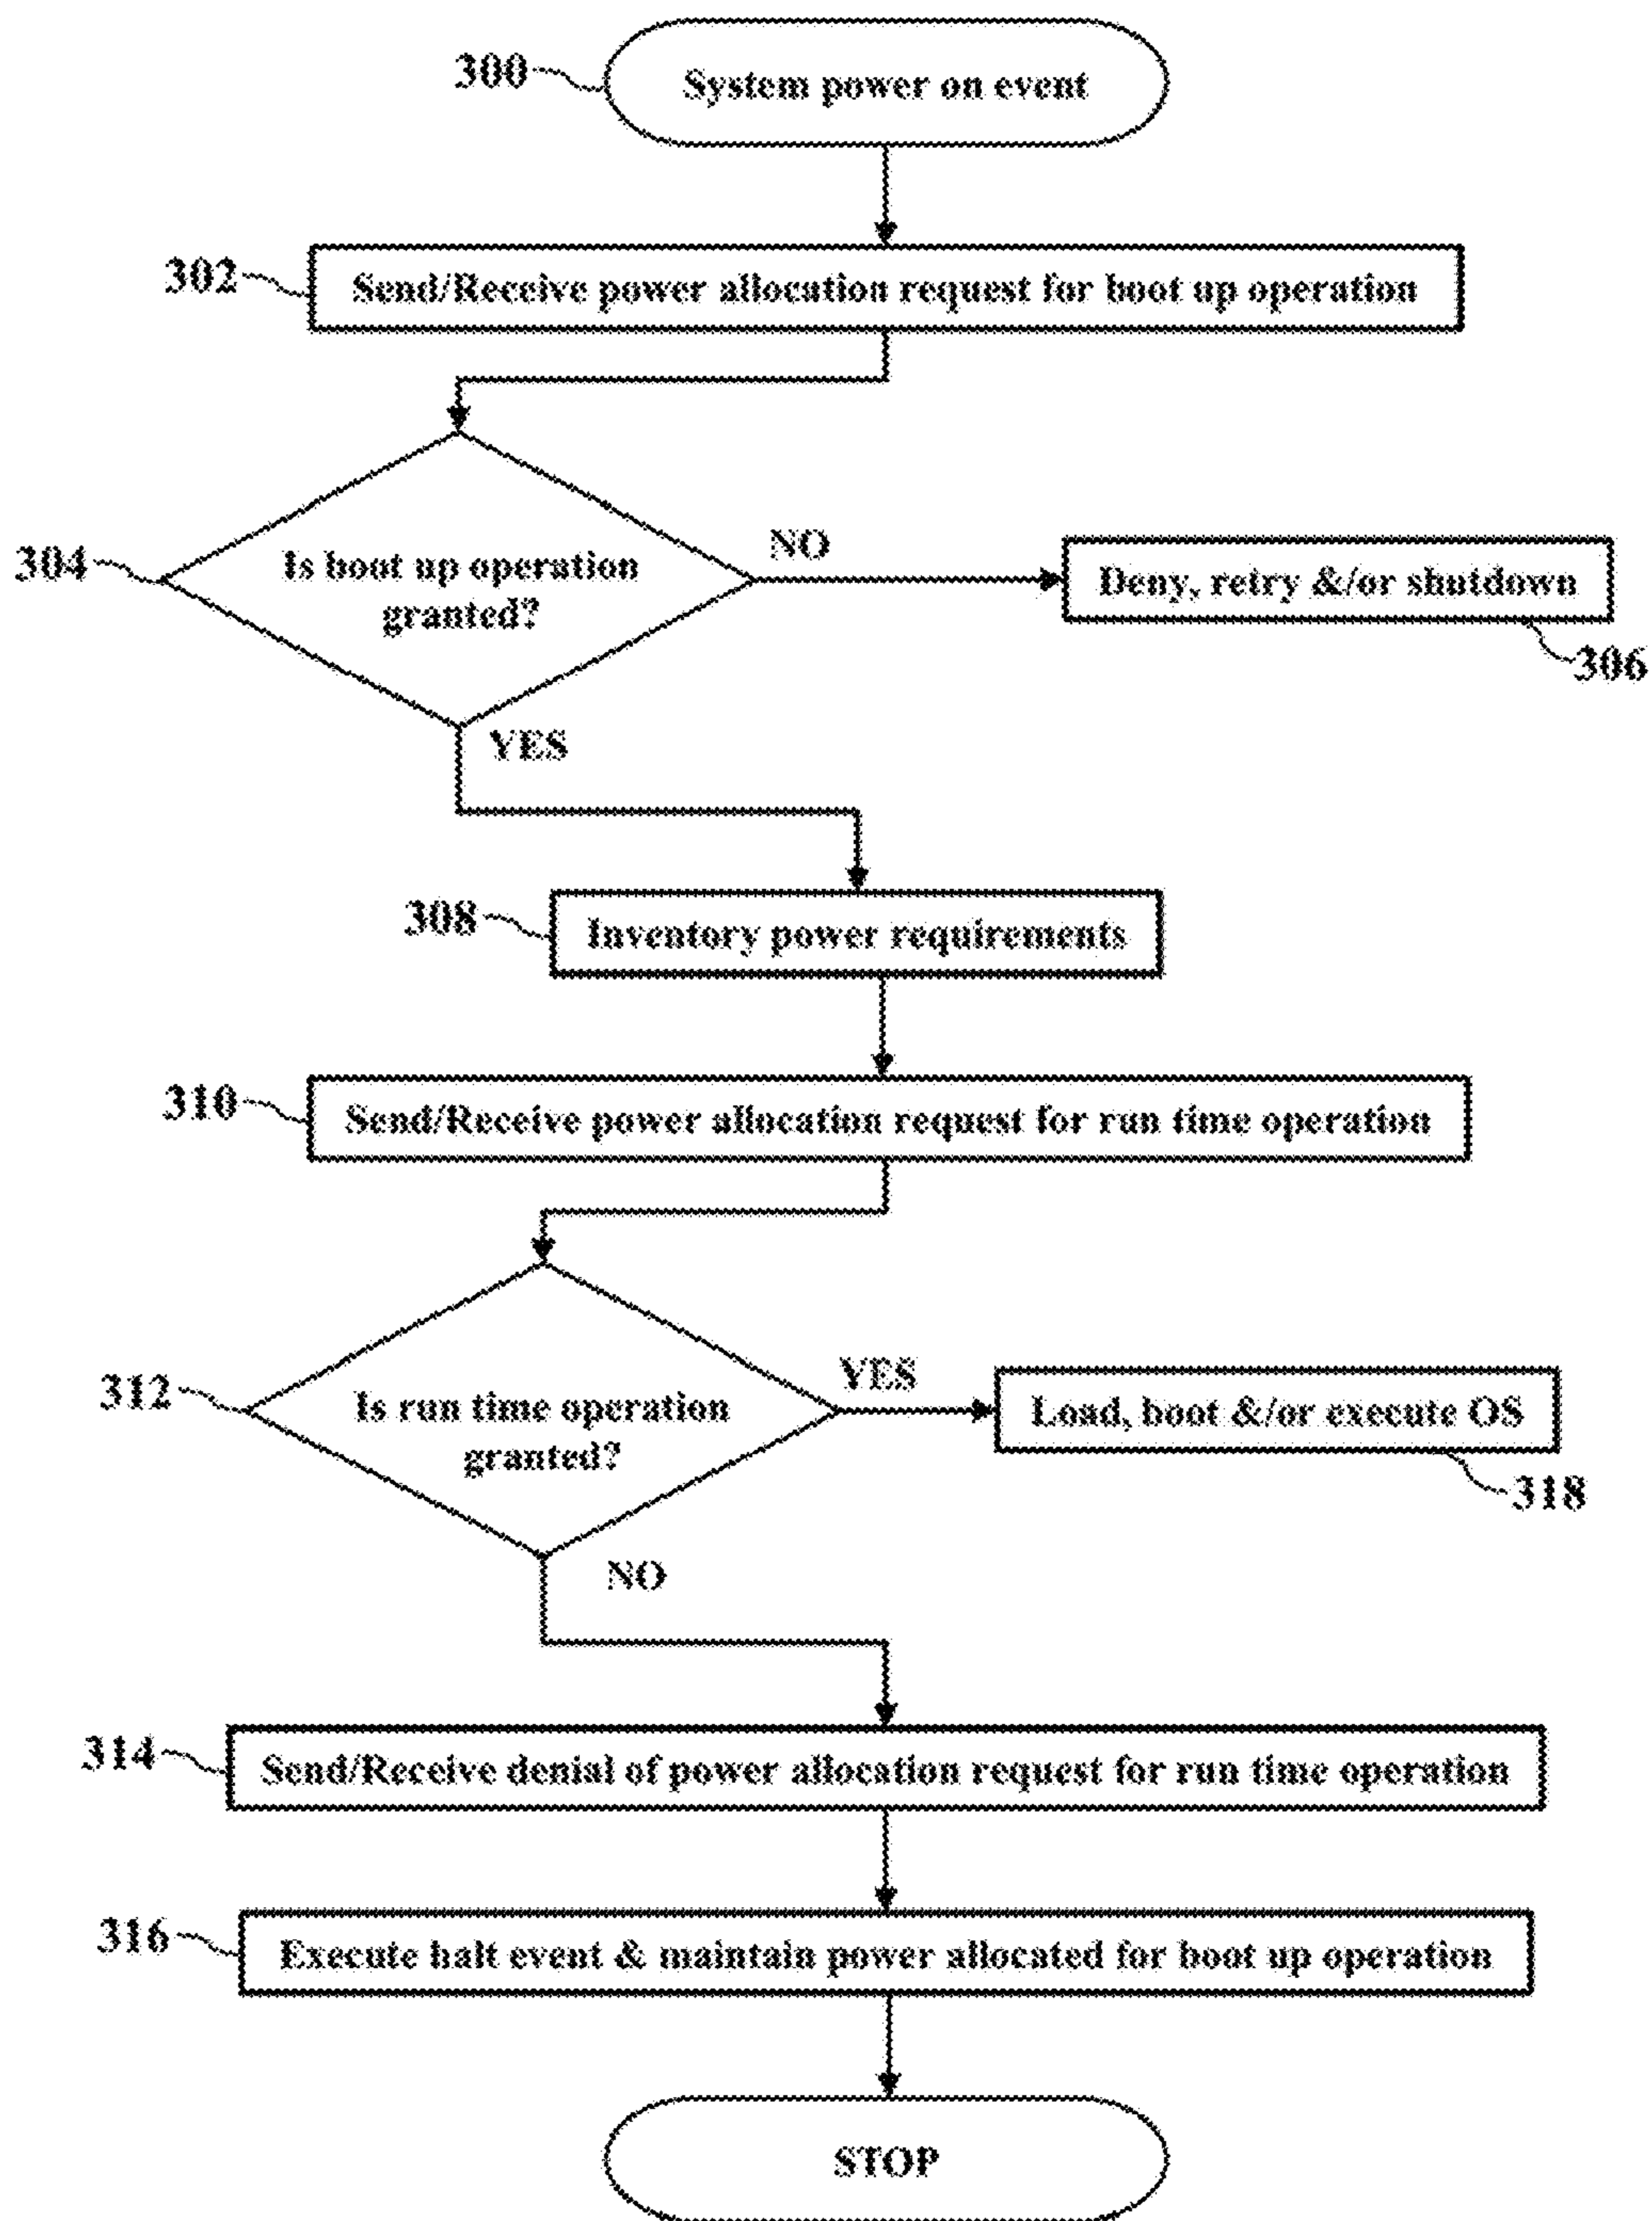 300
System power on event
302
Send/Receive power allocation request for boot up operation
304
Is boot up operation
granted?
NO
Deny, retry &/or shutdown
306
YES
308
Inventory power requirements
310
Send/Receive power allocation request for run time operation
312
Is run time operation
granted?
YES
Load, boot &/or execute OS
318
NO
314
Send/Receive denial of power allocation request for run time operation
316
Execute halt event & maintain power allocated for boot up operation
STOP